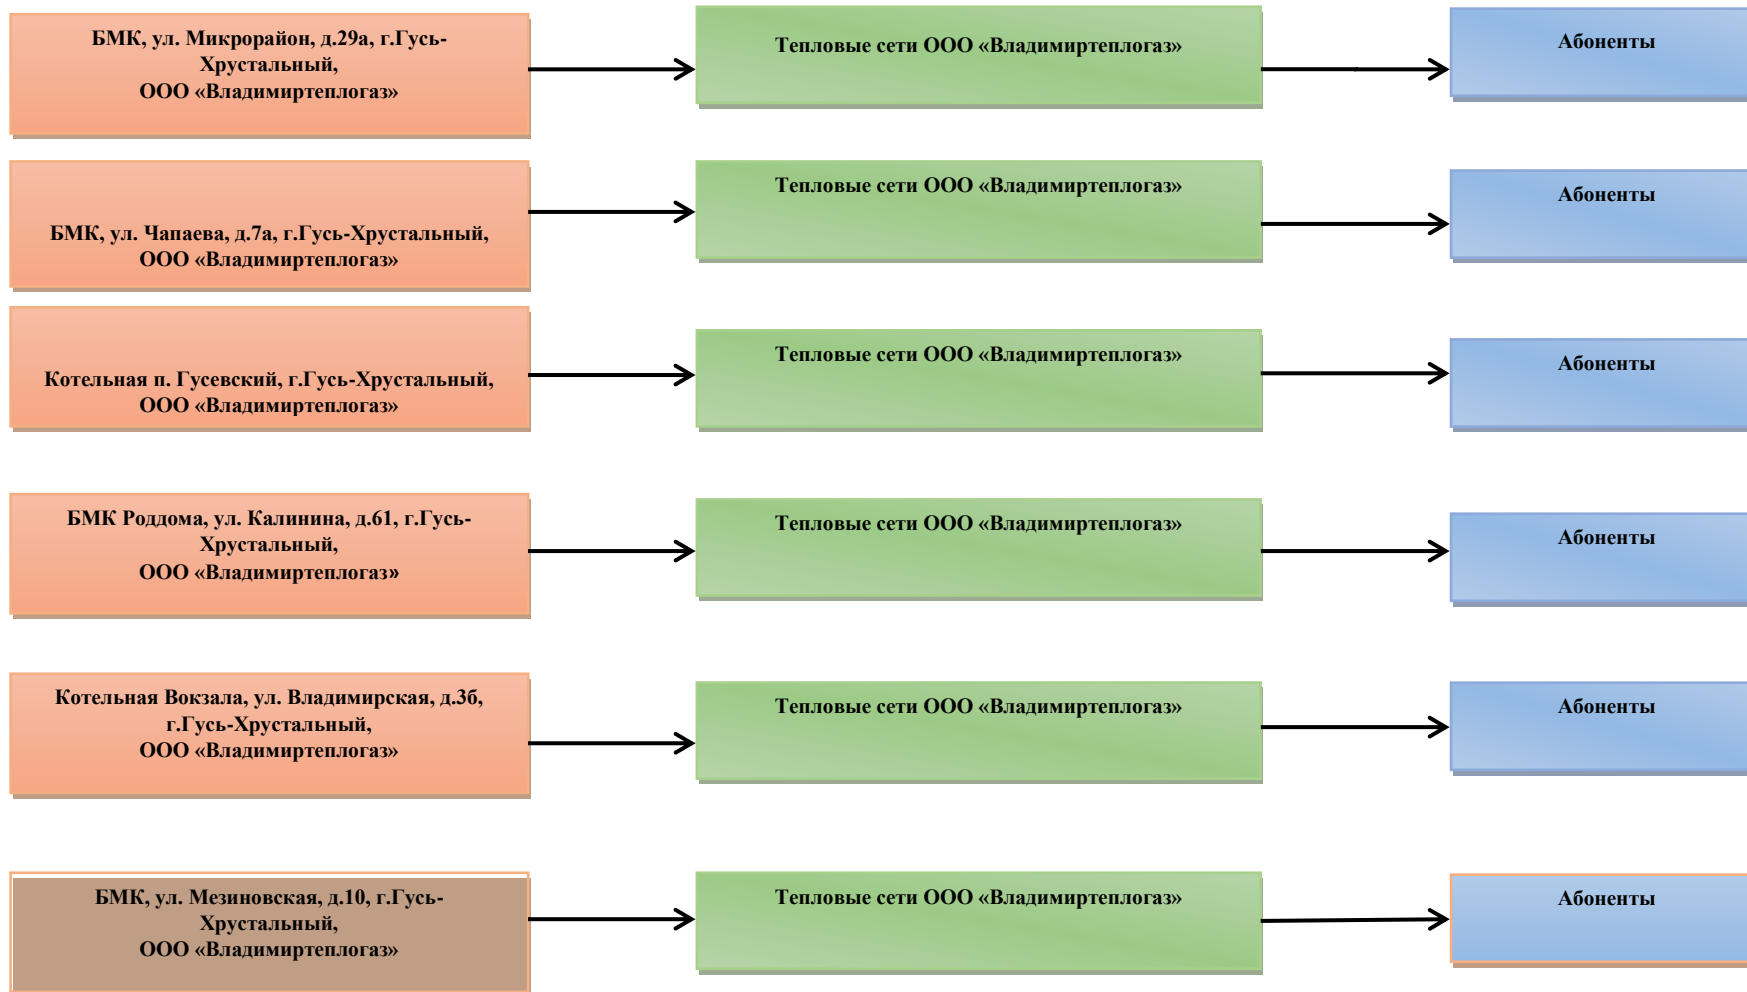 БМК, ул. Микрорайон, д.29а, г.Гусь-
Хрустальный,
ООО «Владимиртеплогаз»
Тепловые сети ООО «Владимиртеплогаз»
Абоненты
БМК, ул. Чапаева, д.7а, г.Гусь-Хрустальный,
ООО «Владимиртеплогаз»
Тепловые сети ООО «Владимиртеплогаз»
Абоненты
Котельная п. Гусевский, г.Гусь-Хрустальный,
ООО «Владимиртеплогаз»
Тепловые сети ООО «Владимиртеплогаз»
Абоненты
БМК Роддома, ул. Калинина, д.61, г.Гусь-
Хрустальный,
ООО «Владимиртеплогаз»
Тепловые сети ООО «Владимиртеплогаз»
Абоненты
Котельная Вокзала, ул. Владимирская, д.3б,
г.Гусь-Хрустальный,
ООО «Владимиртеплогаз»
Тепловые сети ООО «Владимиртеплогаз»
Абоненты
БМК, ул. Мезиновская, д.10, г.Гусь-
Хрустальный,
ООО «Владимиртеплогаз»
Тепловые сети ООО «Владимиртеплогаз»
Абоненты